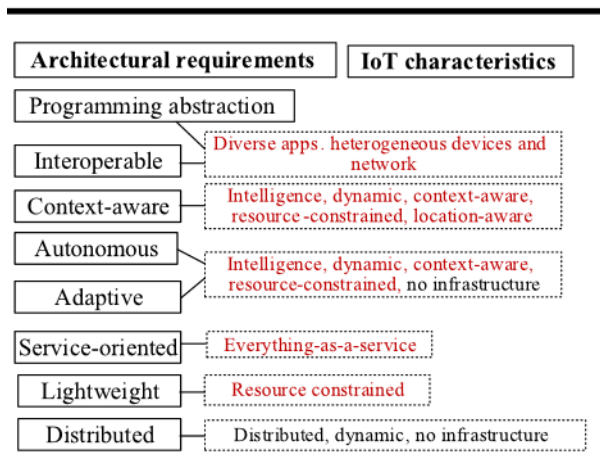 Architectural requirements
IoT characteristics
Programming abstraction
Diverse apps. heterogeneous devices and
network
Interoperable
Context-aware
Intelligence, dynamic, context-aware,
resource-constrained, location-aware
Autonomous
Intelligence, dynamic, context-aware,
resource-constrained, no infrastructure
Adaptive
Service-oriented
Everything-as-a-service
Lightweight
Resource constrained
Distributed
Distributed, dynamic, no infrastructure